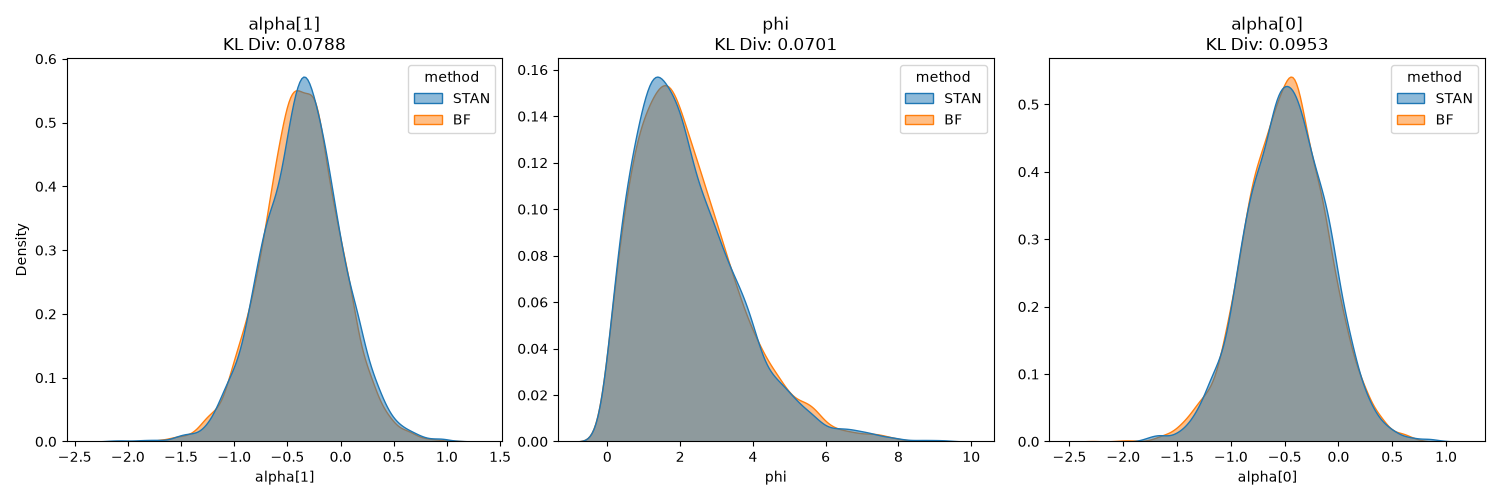 alpha[1]
KL Div: 0.0788
method
STAN
BF
Density
0.6
0.5
0.4
0.3
0.2
0.1
0.0
−2.5 −2.0 −1.5 −1.0 −0.5 0.0 0.5 1.0 1.5
alpha[1]
phi
KL Div: 0.0701
method
STAN
BF
0.16
0.14
0.12
0.10
0.08
0.06
0.04
0.02
0.00
0 2 4 6 8 10
phi
alpha[0]
KL Div: 0.0953
method
STAN
BF
0.5
0.4
0.3
0.2
0.1
0.0
−2.5 −2.0 −1.5 −1.0 −0.5 0.0 0.5 1.0
alpha[0]